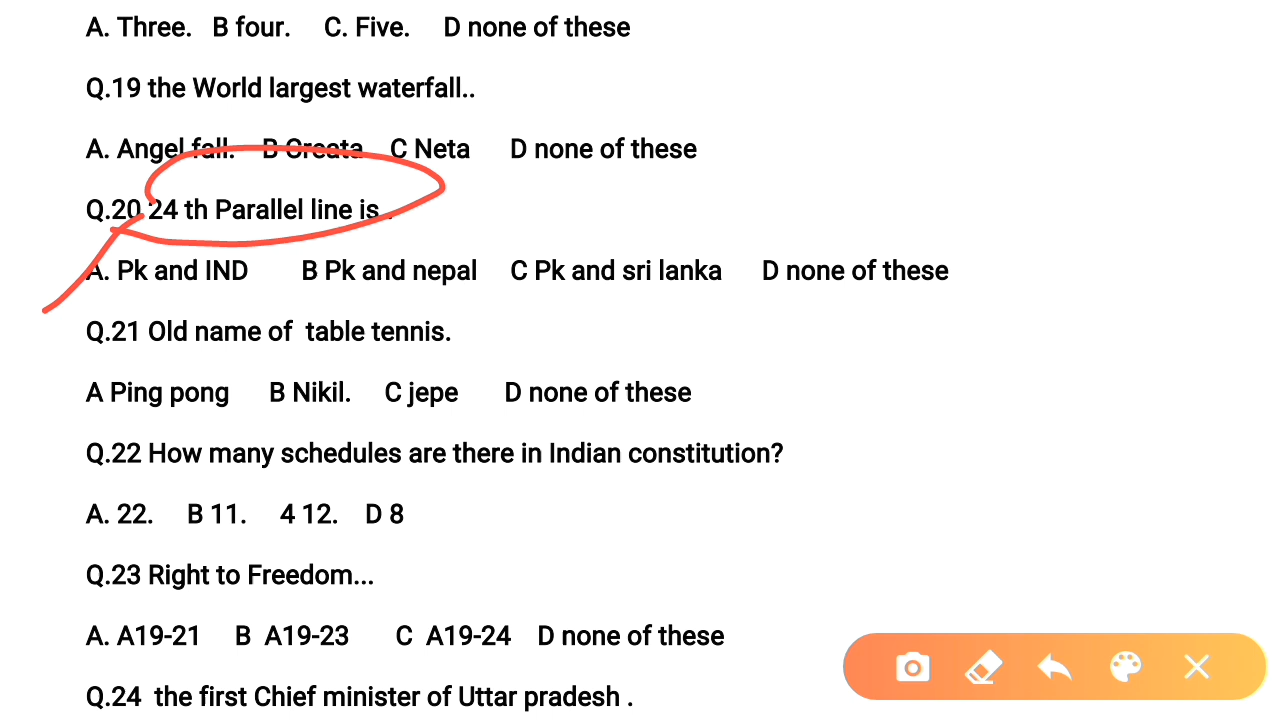 A. Three. B four. C. Five. D none of these
Q.19 the World largest waterfall..
A. Angel fall. B Creata C Neta D none of these
Q.20 24 th Parallel line is .
A. Pk and IND B Pk and nepal C Pk and sri lanka D none of these
Q.21 Old name of table tennis.
A Ping pong B Nikil. C jepe D none of these
Q.22 How many schedules are there in Indian constitution?
A. 22. B 11. 4 12. D 8
Q.23 Right to Freedom...
A. A19-21 B A19-23 C A19-24 D none of these
Q.24 the first Chief minister of Uttar pradesh .